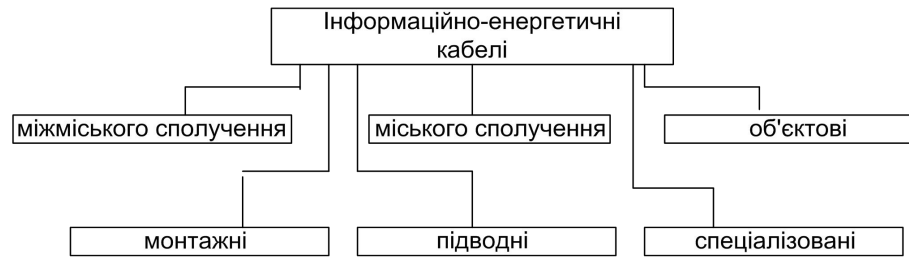 Інформаційно-енергетичні
кабелі
міжміського сполучення
міського сполучення
об'єктові
монтажні
підводні
спеціалізовані